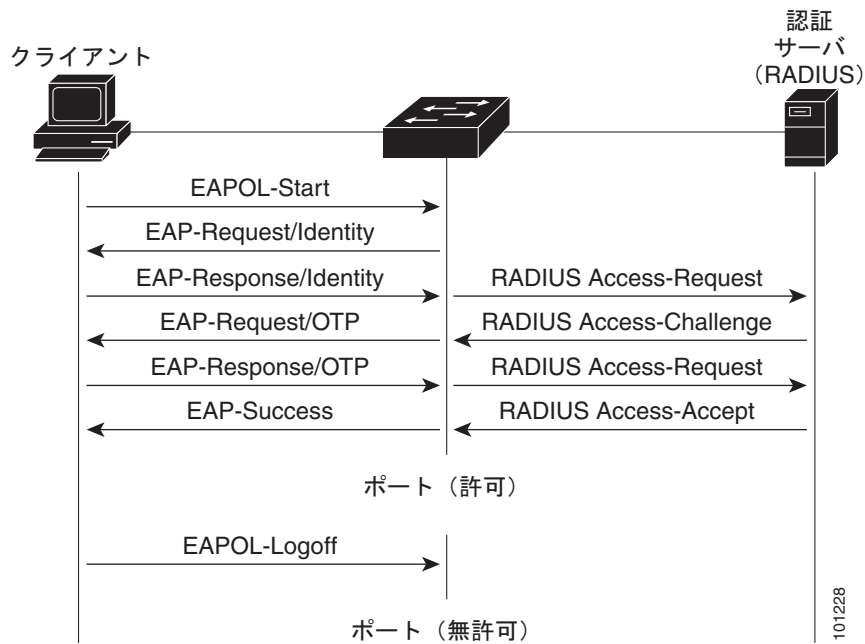 クライアント
認証
サーバ
（RADIUS）
EAPOL-Start
EAP-Request/Identity
EAP-Response/Identity
RADIUS Access-Request
EAP-Request/OTP
RADIUS Access-Challenge
EAP-Response/OTP
RADIUS Access-Request
EAP-Success
RADIUS Access-Accept
ポート（許可）
EAPOL-Logoff
ポート（無許可）
101228